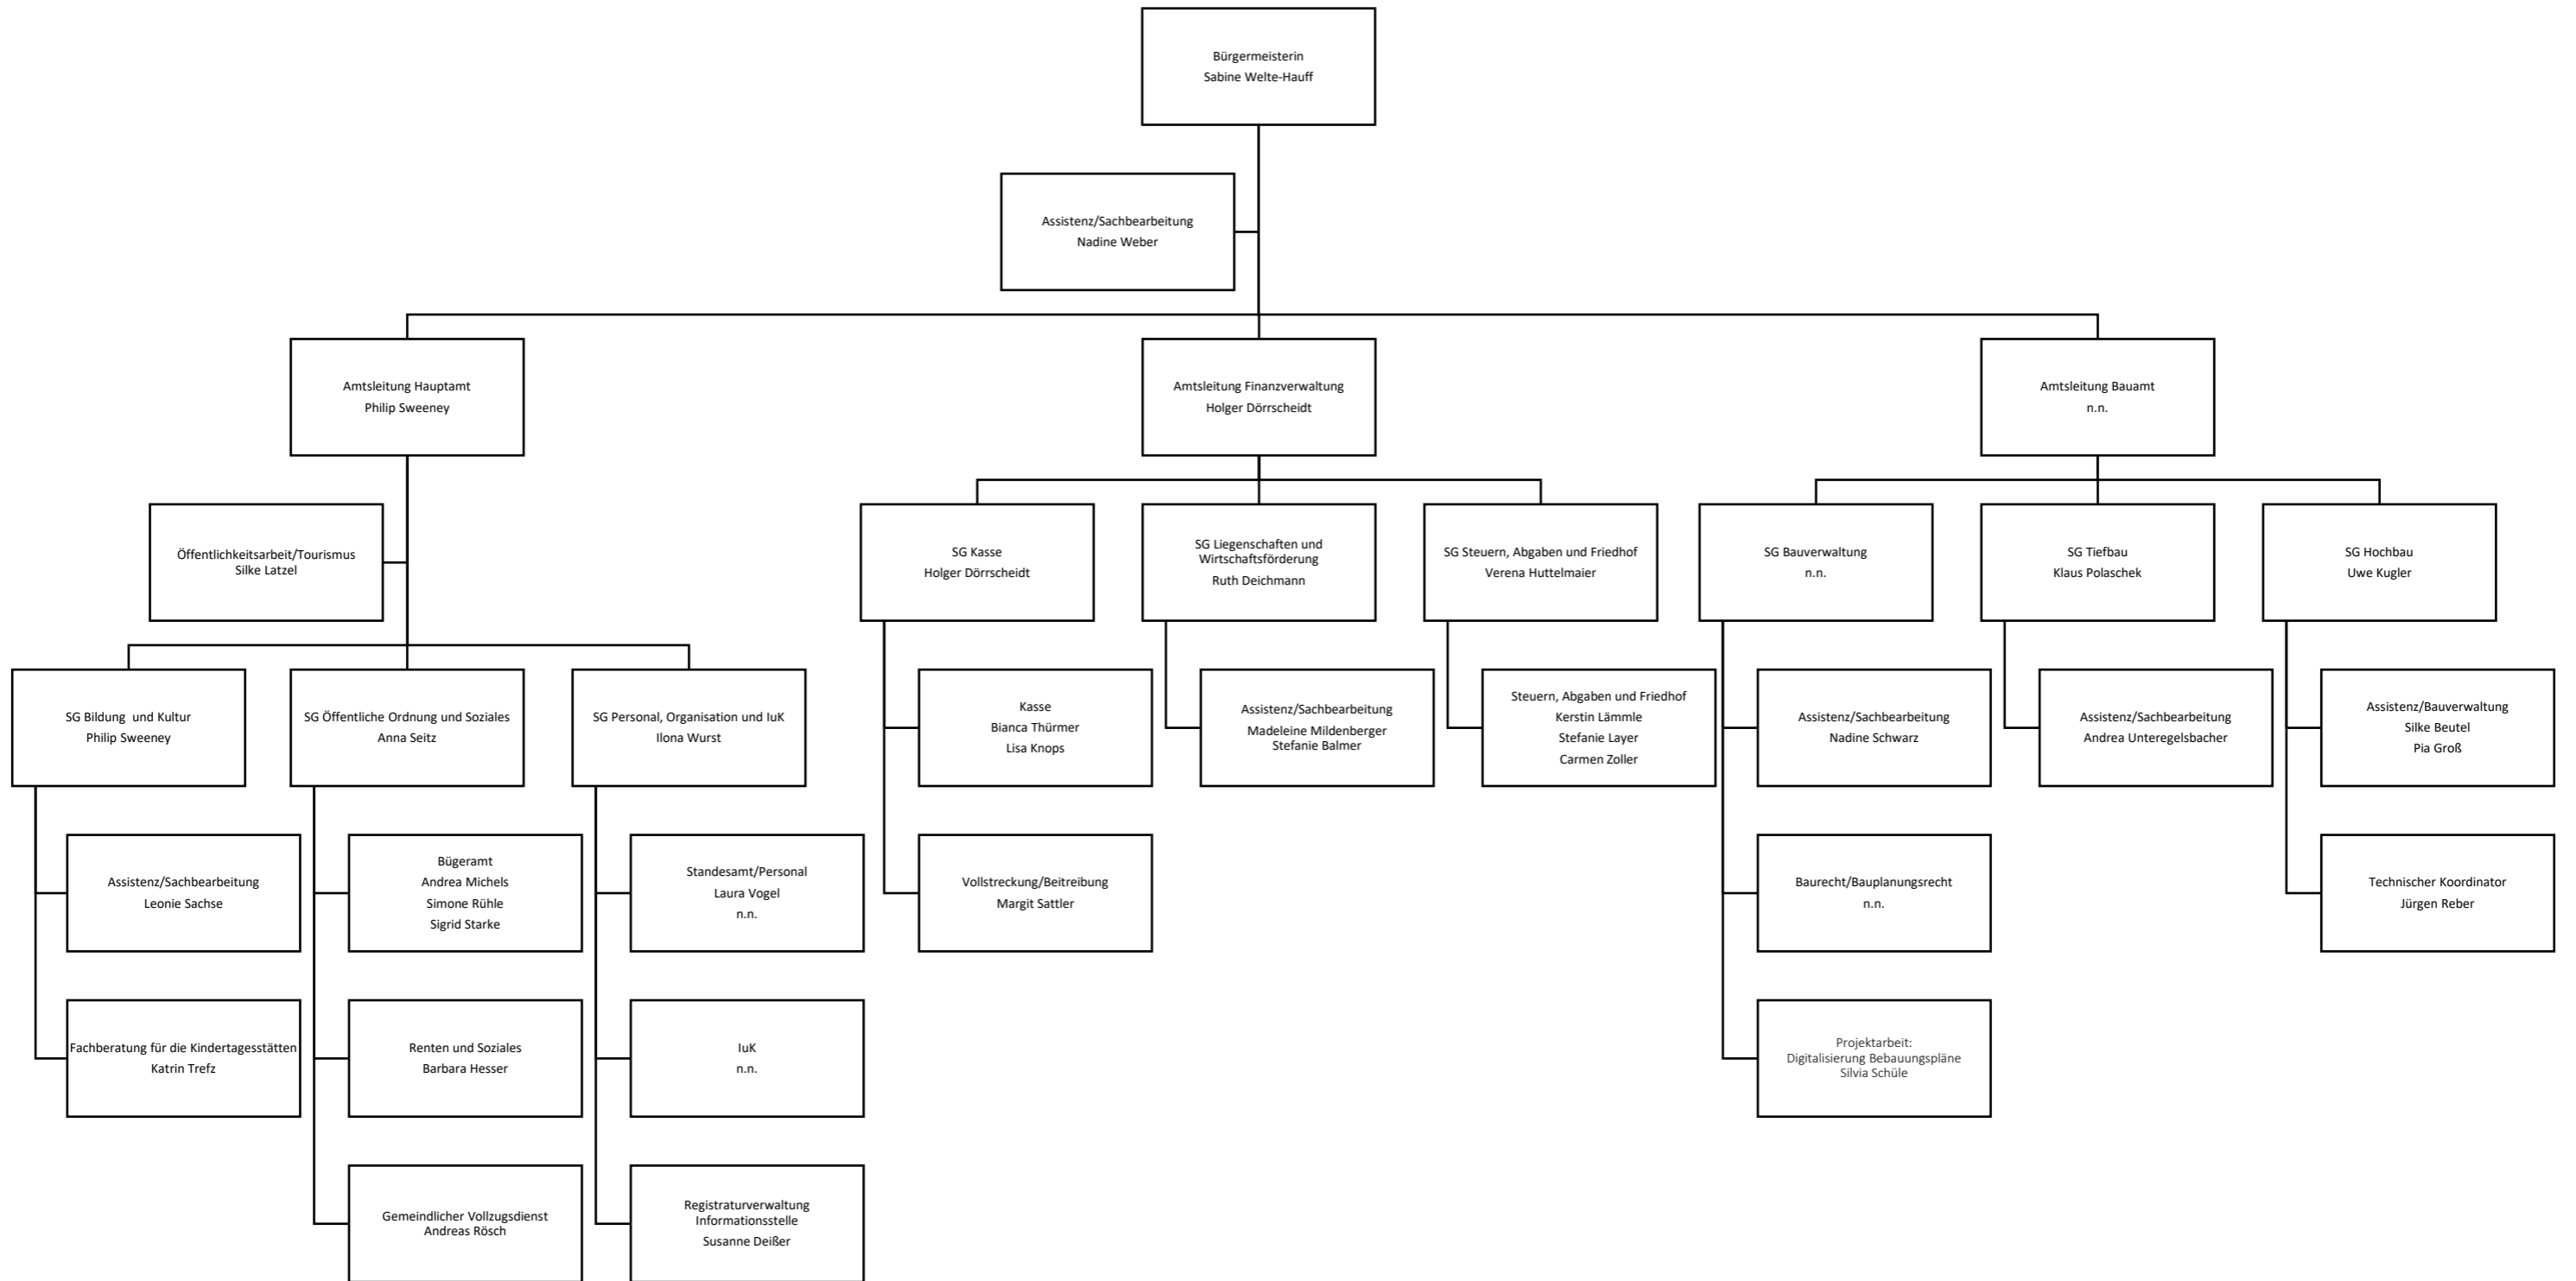 Bürgermeisterin
Sabine Welte-Hauff
Assistenz/Sachbearbeitung
Nadine Weber
Amtsleitung Hauptamt
Philip Sweeney
Amtsleitung Finanzverwaltung
Holger Dörrscheidt
Amtsleitung Bauamt
n.n.
Öffentlichkeitsarbeit/Tourismus
Silke Latzel
SG Kasse
Holger Dörrscheidt
SG Liegenschaften und
Wirtschaftsförderung
Ruth Deichmann
SG Steuern, Abgaben und Friedhof
Verena Huttelmaier
SG Bauverwaltung
n.n.
SG Tiefbau
Klaus Polaschek
SG Hochbau
Uwe Kugler
SG Bildung  und Kultur
Philip Sweeney
SG Öffentliche Ordnung und Soziales
Anna Seitz
SG Personal, Organisation und IuK
Ilona Wurst
Kasse
Bianca Thürmer
Lisa Knops
Assistenz/Sachbearbeitung
Madeleine Mildenberger
Stefanie Balmer
Steuern, Abgaben und Friedhof
Kerstin Lämmle
Stefanie Layer
Carmen Zoller
Assistenz/Sachbearbeitung
Nadine Schwarz
Assistenz/Sachbearbeitung
Andrea Unteregelsbacher
Assistenz/Bauverwaltung
Silke Beutel
Pia Groß
Assistenz/Sachbearbeitung
Leonie Sachse
Bügeramt
Andrea Michels
Simone Rühle
Sigrid Starke
Standesamt/Personal
Laura Vogel
n.n.
Vollstreckung/Beitreibung
Margit Sattler
Baurecht/Bauplanungsrecht
n.n.
Technischer Koordinator
Jürgen Reber
Fachberatung für die Kindertagesstätten
Katrin Trefz
Renten und Soziales
Barbara Hesser
IuK
n.n.
Projektarbeit:
Digitalisierung Bebauungspläne
Silvia Schüle
Gemeindlicher Vollzugsdienst
Andreas Rösch
Registraturverwaltung
Informationsstelle
Susanne Deißer